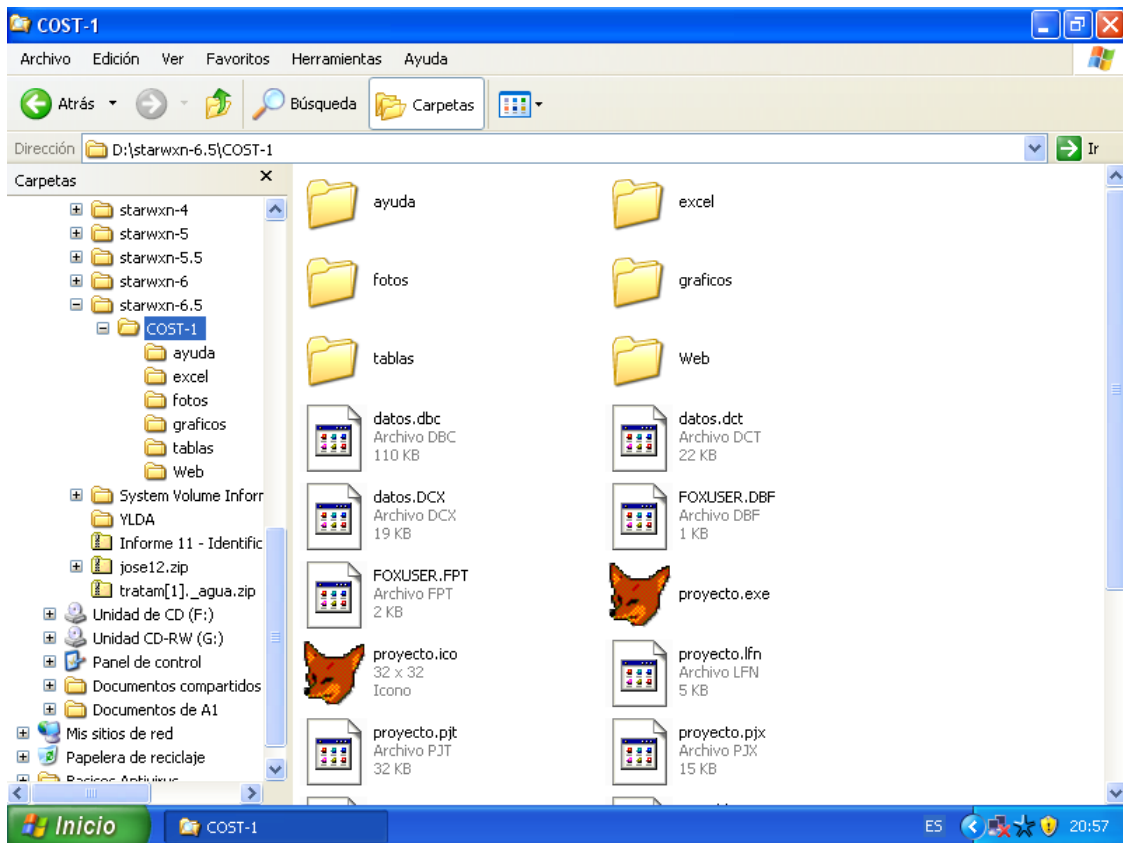 COST-1
Archivo Edición Ver Favoritos Herramientas Ayuda
Atrás Búsqueda Carpetas
Dirección D:\starwxn-6.5\COST-1 Ir
Carpetas
starwxn-4
starwxn-5
starwxn-5.5
starwxn-6
starwxn-6.5
COST-1
ayuda
excel
fotos
graficos
tablas
Web
System Volume Inforr
YLDA
Informe 11 - Identific
jose12.zip
tratam[1]._agua.zip
Unidad de CD (F:)
Unidad CD-RW (G:)
Panel de control
Documentos compartidos
Documentos de A1
Mis sitios de red
Papelera de reciclaje
ayuda
excel
fotos
graficos
tablas
Web
datos.dbc
Archivo DBC
110 KB
datos.dct
Archivo DCT
22 KB
datos.DCX
Archivo DCX
19 KB
FOXUSER.DBF
Archivo DBF
1 KB
FOXUSER.FPT
Archivo FPT
2 KB
proyecto.exe
proyecto.ico
32 x 32
Icono
proyecto.lfn
Archivo LFN
5 KB
proyecto.pjt
Archivo PJT
32 KB
proyecto.pjx
Archivo PJX
15 KB
Inicio COST-1 ES 20:57